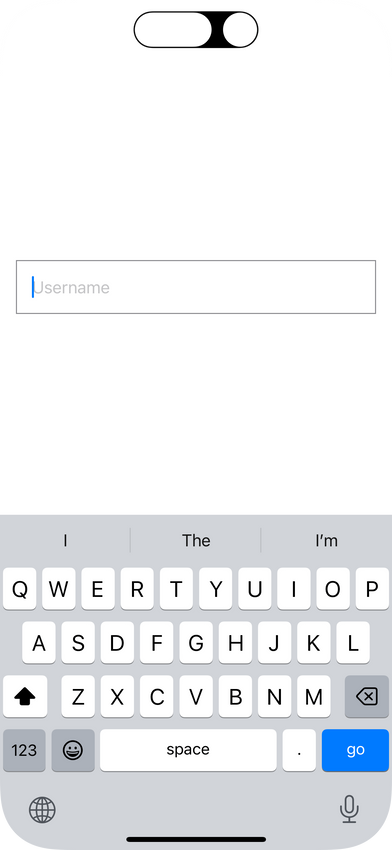 Username
I The I’m
Q W E R T Y U I O P
A S D F G H J K L
Z X C V B N M
123 space . go